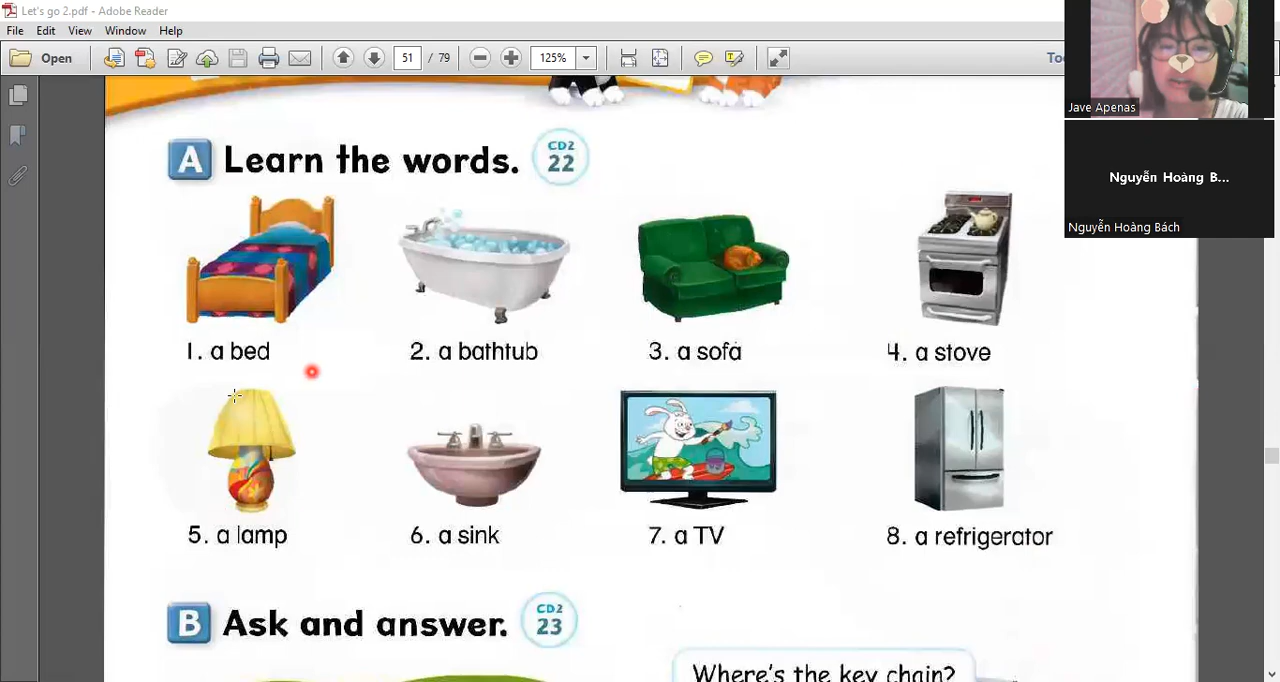 Let's go 2.pdf - Adobe Reader
File Edit View Window Help
Open
51 / 79
125%
Jave Apenas
Nguyễn Hoàng B...
Nguyễn Hoàng Bách
A Learn the words. CD2 22
1. a bed
2. a bathtub
3. a sofa
4. a stove
5. a lamp
6. a sink
7. a TV
8. a refrigerator
B Ask and answer. CD2 23
Where's the key chain?